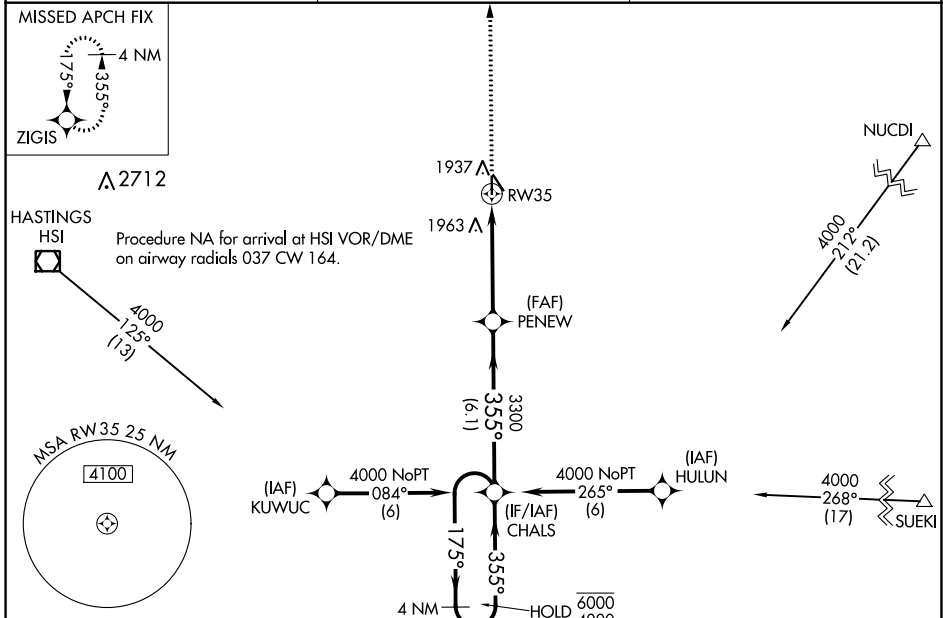 MISSED APCH FIX
4 NM
175°
355°
ZIGIS
2712
1937
RW35
NUCDI
HASTINGS
HSI
Procedure NA for arrival at HSI VOR/DME
on airway radials 037 CW 164.
1963
4000
212°
(21.2)
(FAF)
PENEW
4000
125°
(13)
3300
355°
(6.1)
MSA RW35 25 NM
4100
(IAF)
KUWUC
4000 NoPT
084°
(6)
4000 NoPT
265°
(6)
(IAF)
HULUN
4000
268°
(17)
SUEKI
(IF/IAF)
CHALS
175°
355°
4 NM
HOLD 6000
4000